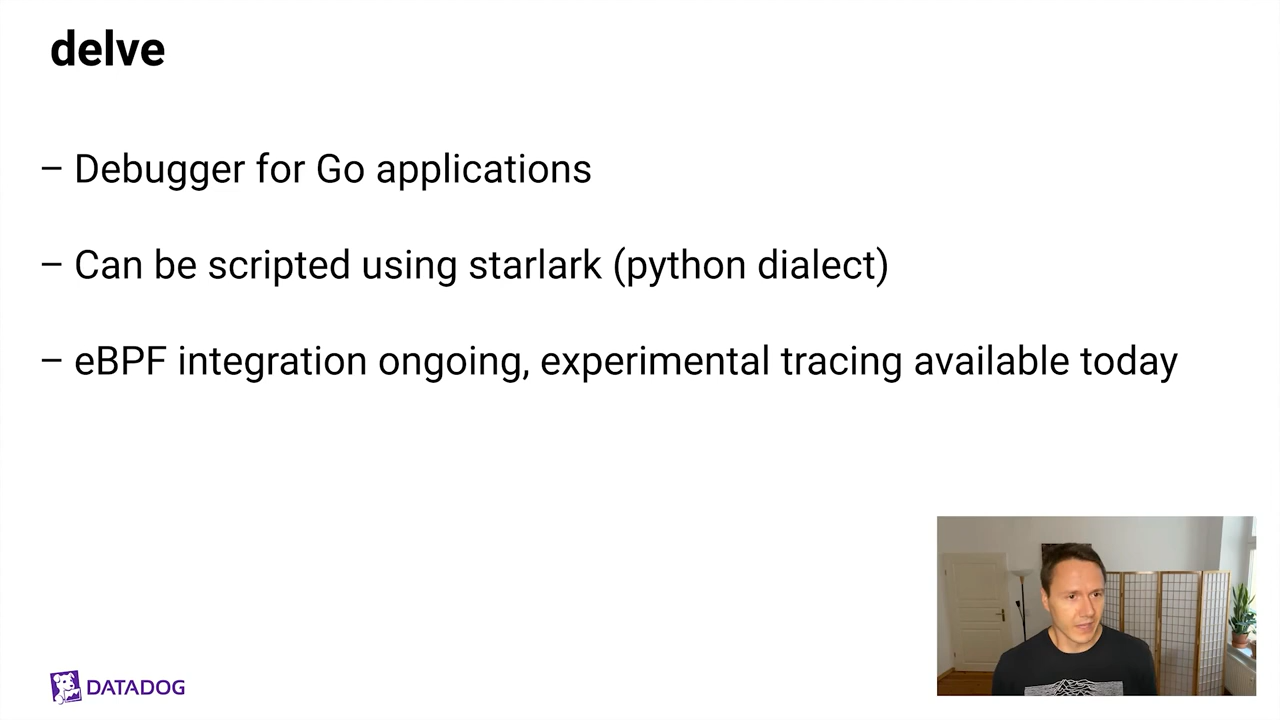 delve
– Debugger for Go applications
– Can be scripted using starlark (python dialect)
– eBPF integration ongoing, experimental tracing available today
DATADOG